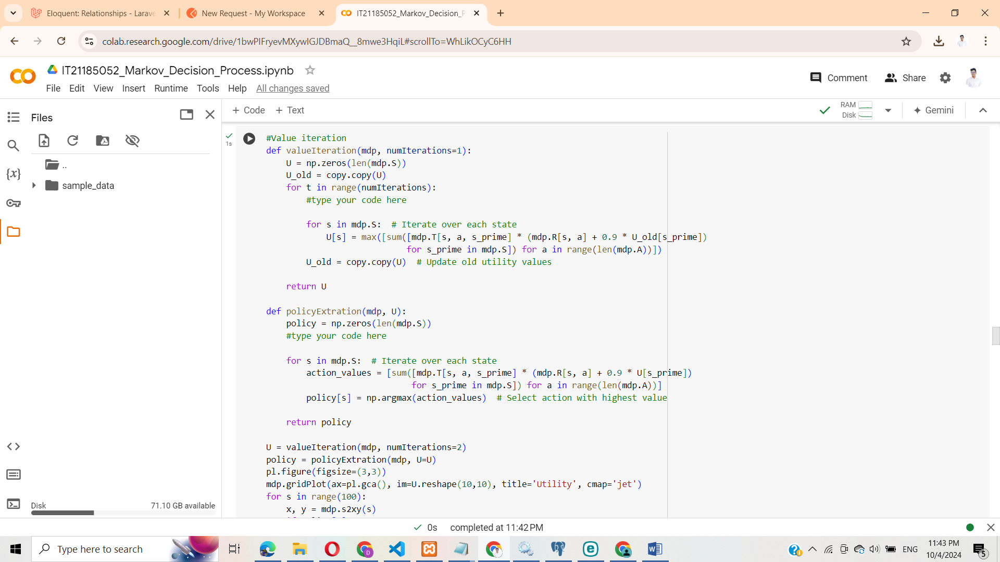 Eloquent: Relationships - Larave
New Request - My Workspace
IT21185052_Markov_Decision_P
colab.research.google.com/drive/1bwPIFryevMXywIGJDBmaQ__8mwe3HqiL#scrollTo=WhLikOCyC6HH
IT21185052_Markov_Decision_Process.ipynb
File Edit View Insert Runtime Tools Help All changes saved
Comment
Share
Files
+ Code + Text
RAM
Disk
Gemini
..
sample_data
{x}
Disk 71.10 GB available
1s
#Value iteration
def valueIteration(mdp, numIterations=1):
    U = np.zeros(len(mdp.S))
    U_old = copy.copy(U)
    for t in range(numIterations):
        #type your code here
        for s in mdp.S:  # Iterate over each state
            U[s] = max([sum([mdp.T[s, a, s_prime] * (mdp.R[s, a] + 0.9 * U_old[s_prime])
                            for s_prime in mdp.S]) for a in range(len(mdp.A))])
        U_old = copy.copy(U)  # Update old utility values
    return U
def policyExtration(mdp, U):
    policy = np.zeros(len(mdp.S))
    #type your code here
    for s in mdp.S:  # Iterate over each state
        action_values = [sum([mdp.T[s, a, s_prime] * (mdp.R[s, a] + 0.9 * U[s_prime])
                             for s_prime in mdp.S]) for a in range(len(mdp.A))]
        policy[s] = np.argmax(action_values)  # Select action with highest value
    return policy
U = valueIteration(mdp, numIterations=2)
policy = policyExtration(mdp, U=U)
pl.figure(figsize=(3,3))
mdp.gridPlot(ax=pl.gca(), im=U.reshape(10,10), title='Utility', cmap='jet')
for s in range(100):
    x, y = mdp.s2xy(s)
0s completed at 11:42 PM
Type here to search
ENG
11:43 PM
10/4/2024
5